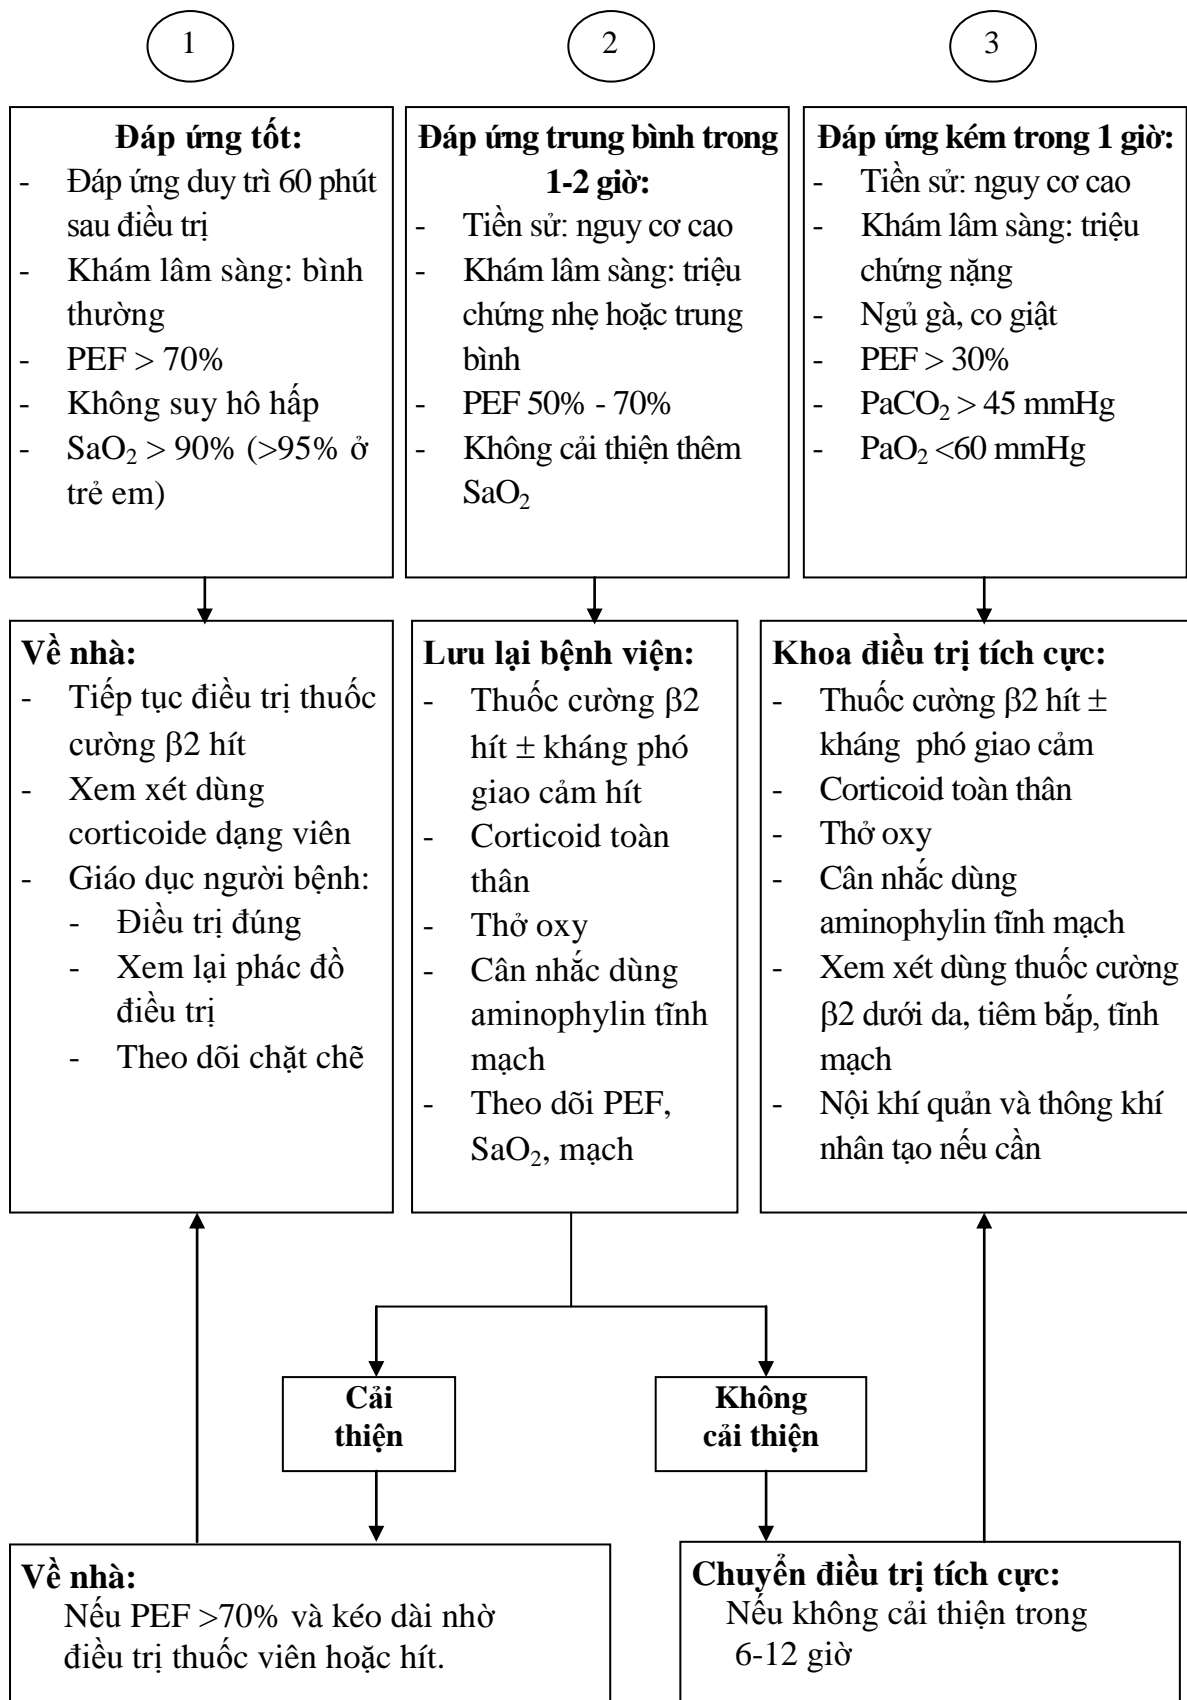 1
2
3
Đáp ứng tốt:
- Đáp ứng duy trì 60 phút
sau điều trị
- Khám lâm sàng: bình
thường
- PEF > 70%
- Không suy hô hấp
- SaO₂ > 90% (>95% ở
trẻ em)
Đáp ứng trung bình trong
1-2 giờ:
- Tiền sử: nguy cơ cao
- Khám lâm sàng: triệu
chứng nhẹ hoặc trung
bình
- PEF 50% - 70%
- Không cải thiện thêm
SaO₂
Đáp ứng kém trong 1 giờ:
- Tiền sử: nguy cơ cao
- Khám lâm sàng: triệu
chứng nặng
- Ngủ gà, co giật
- PEF > 30%
- PaCO₂ > 45 mmHg
- PaO₂ <60 mmHg
Về nhà:
- Tiếp tục điều trị thuốc
cường β2 hít
- Xem xét dùng
corticoide dạng viên
- Giáo dục người bệnh:
- Điều trị đúng
- Xem lại phác đồ
điều trị
- Theo dõi chặt chẽ
Lưu lại bệnh viện:
- Thuốc cường β2
hít ± kháng phó
giao cảm hít
- Corticoid toàn
thân
- Thở oxy
- Cân nhắc dùng
aminophylin tĩnh
mạch
- Theo dõi PEF,
SaO₂, mạch
Khoa điều trị tích cực:
- Thuốc cường β2 hít ±
kháng phó giao cảm
- Corticoid toàn thân
- Thở oxy
- Cân nhắc dùng
aminophylin tĩnh mạch
- Xem xét dùng thuốc cường
β2 dưới da, tiêm bắp, tĩnh
mạch
- Nội khí quản và thông khí
nhân tạo nếu cần
Cải
thiện
Không
cải thiện
Về nhà:
Nếu PEF >70% và kéo dài nhờ
điều trị thuốc viên hoặc hít.
Chuyển điều trị tích cực:
Nếu không cải thiện trong
6-12 giờ